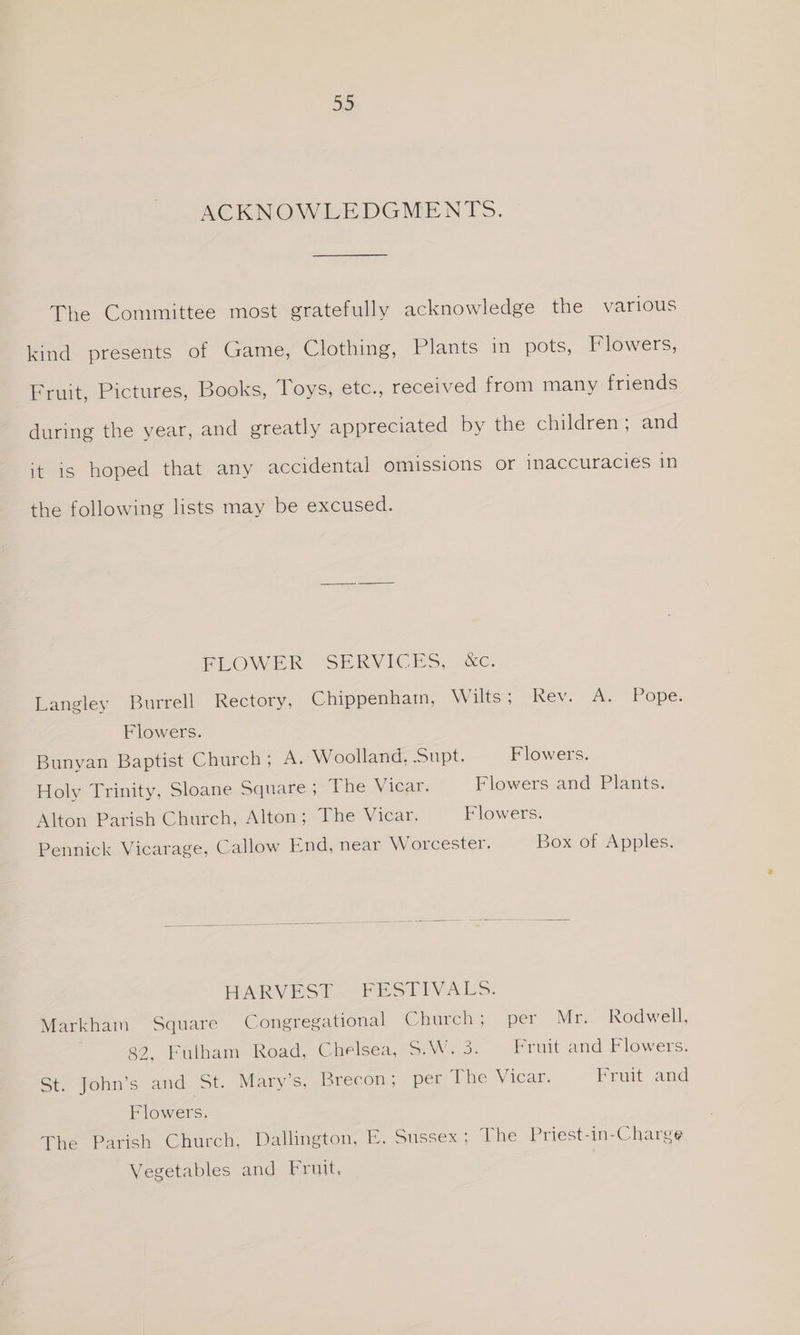 55
ACKNOWLEDGMENTS.
The Committee most gratefully acknowledge the various
kind presents of Game, Clothing, Plants in pots, Flowers,
Fruit, Pictures, Books, Toys, etc., received from many friends
during the year, and greatly appreciated by the children; and
it is hoped that any accidental omissions or inaccuracies in
the following lists may be excused.
FLOWER SERVICES, &c.
Langley Burrell Rectory, Chippenham, Wilts; Rev. A. Pope.
Flowers.
Bunyan Baptist Church; A. Woolland, Supt. Flowers.
Holy Trinity, Sloane Square; The Vicar. Flowers and Plants.
Alton Parish Church, Alton; The Vicar. Flowers.
Pennick Vicarage, Callow End, near Worcester. Box of Apples.
HARVEST FESTIVALS.
Markham Square Congregational Church; per Mr. Rodwell,
82, Fulham Road, Chelsea, S.W. 3. Fruit and Flowers.
St. John's and St. Mary's, Brecon; per The Vicar. Fruit and
Flowers.
The Parish Church, Dallington, E. Sussex; The Priest-in-Charge
Vegetables and Fruit,